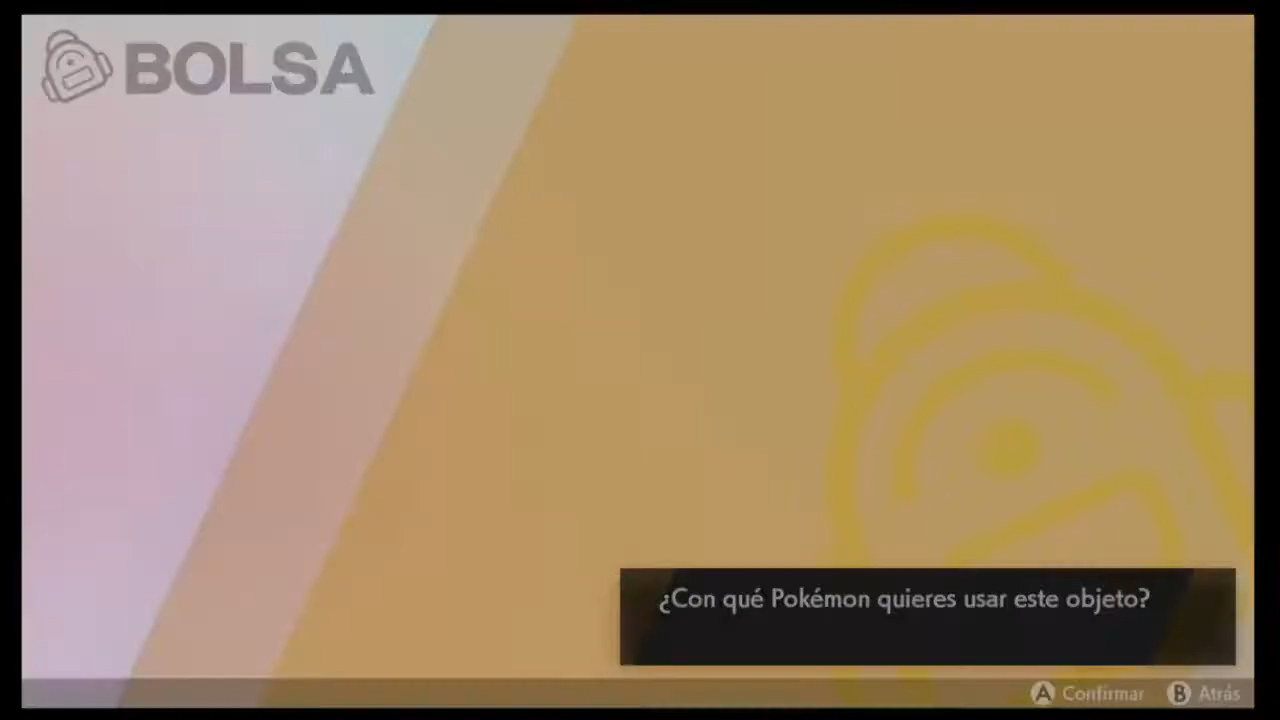 BOLSA
¿Con qué Pokémon quieres usar este objeto?
A Confirmar B Atrás